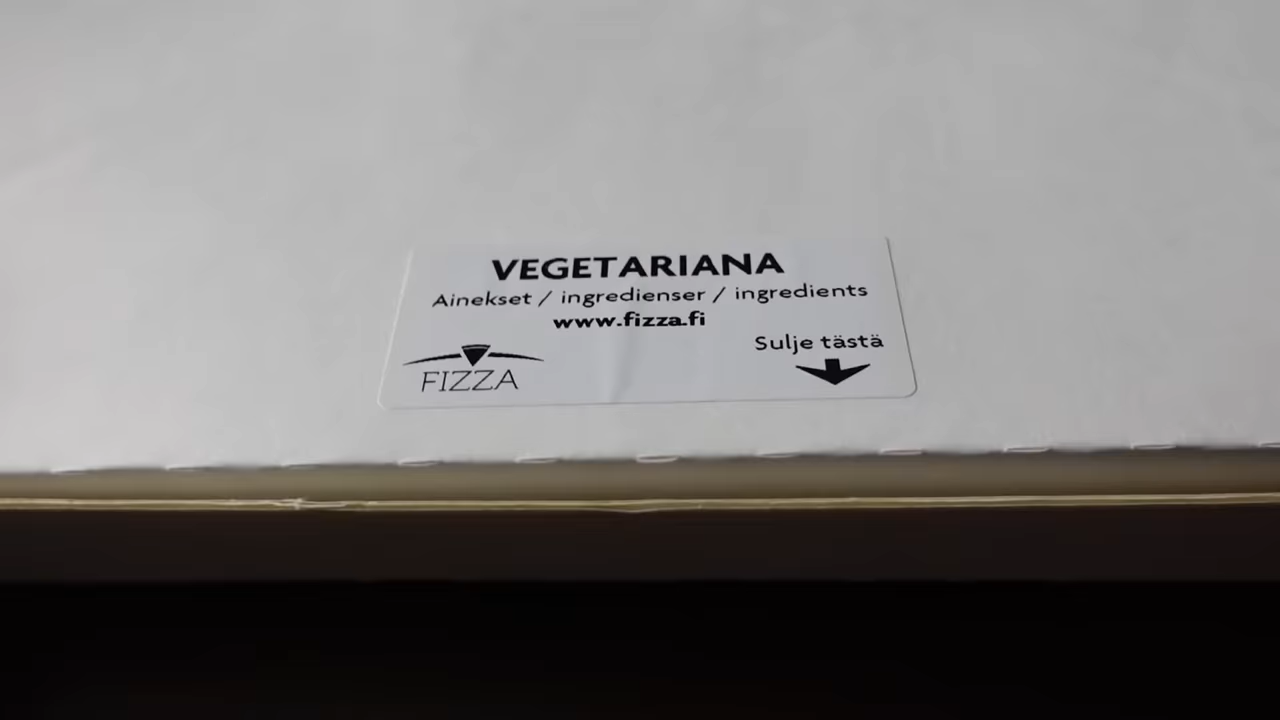 VEGETARIANA
Ainekset / ingredienser / ingredients
www.fizza.fi
Sulje tästä
FIZZA